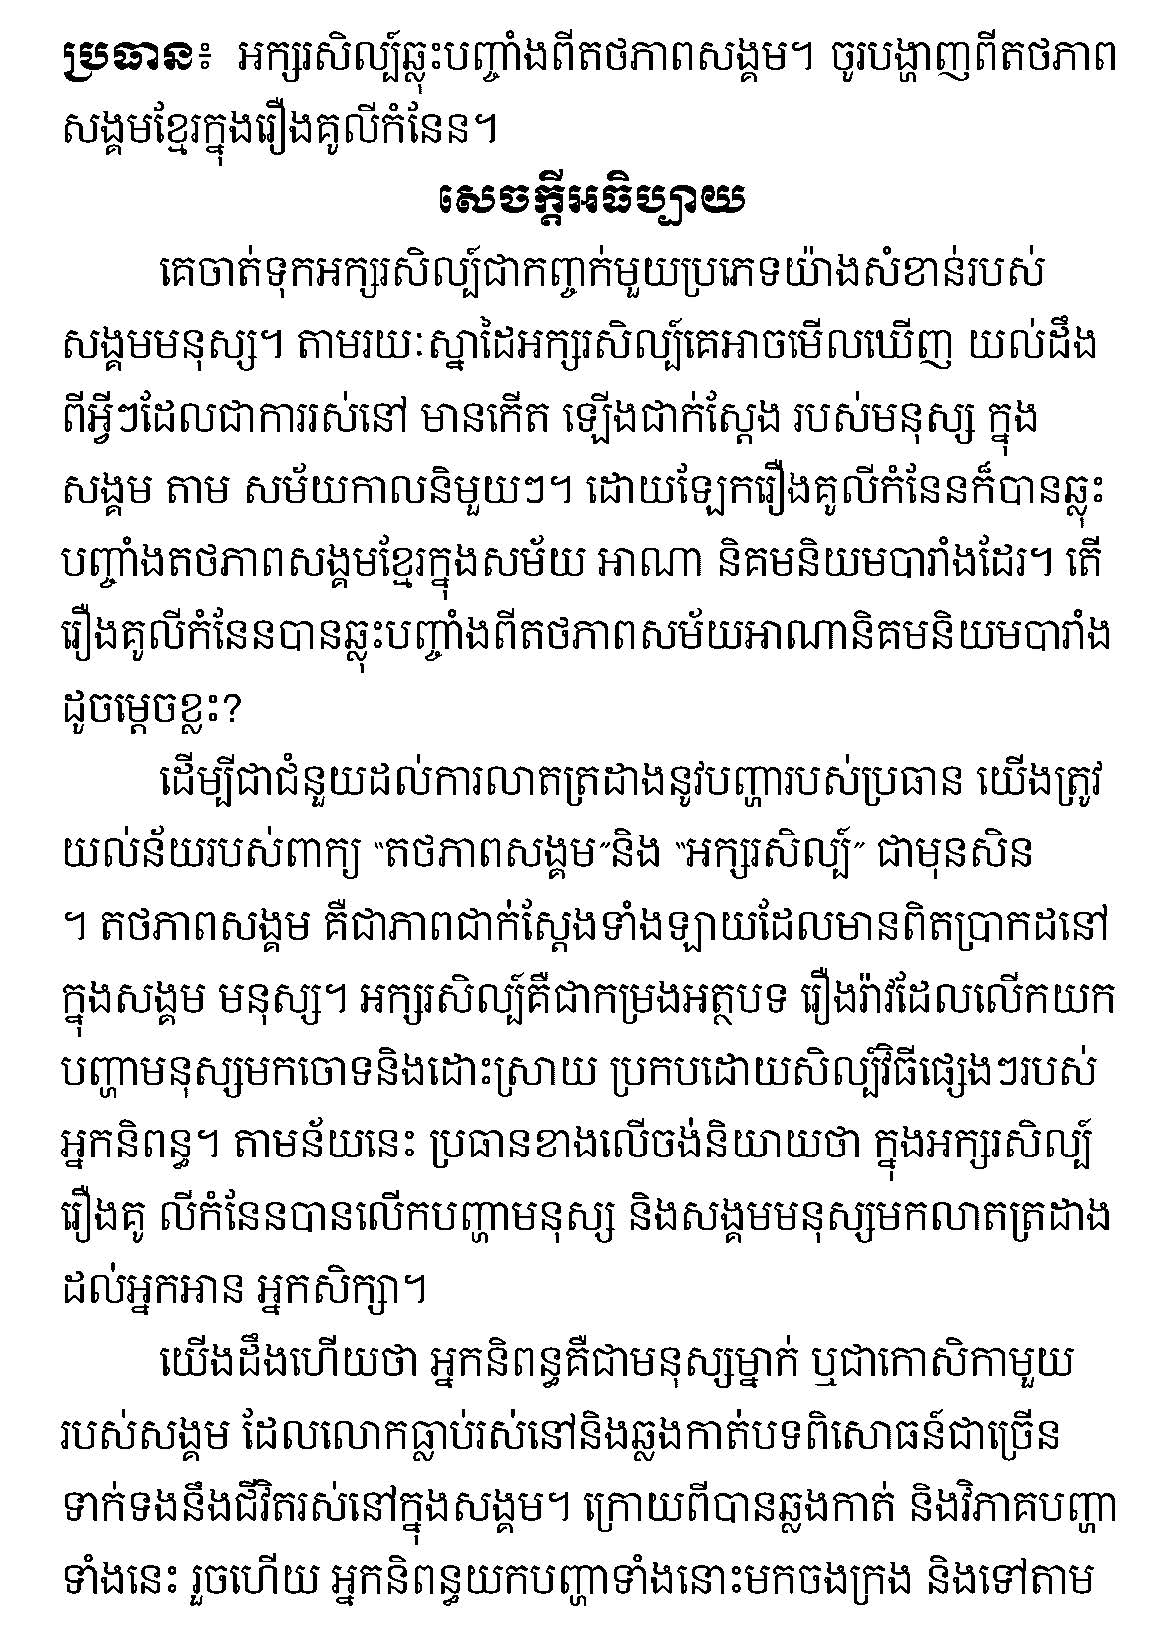 ប្រធាន៖ អក្សរសិល្ប៍ឆ្លុះបញ្ចាំងពីតថភាពសង្គម។ ចូរបង្ហាញពីតថភាព
សង្គមខ្មែរក្នុងរឿងគូលីកំនែន។
សេចក្តីអធិប្បាយ
គេចាត់ទុកអក្សរសិល្ប៍ជាកញ្ចក់មួយប្រភេទយ៉ាងសំខាន់របស់
សង្គមមនុស្ស។ តាមរយៈស្នាដៃអក្សរសិល្ប៍គេអាចមើលឃើញ យល់ដឹង
ពីអ្វីៗដែលជាការរស់នៅ មានកើត ឡើងជាក់ស្តែង របស់មនុស្ស ក្នុង
សង្គម តាម សម័យកាលនិមួយៗ។ ដោយឡែករឿងគូលីកំនែនក៏បានឆ្លុះ
បញ្ចាំងតថភាពសង្គមខ្មែរក្នុងសម័យ អាណា និគមនិយមបារាំងដែរ។ តើ
រឿងគូលីកំនែនបានឆ្លុះបញ្ចាំងពីតថភាពសម័យអាណានិគមនិយមបារាំង
ដូចម្តេចខ្លះ?
ដើម្បីជាជំនួយដល់ការលាតត្រដាងនូវបញ្ហារបស់ប្រធាន យើងត្រូវ
យល់ន័យរបស់ពាក្យ “តថភាពសង្គម”និង “អក្សរសិល្ប៍” ជាមុនសិន
។ តថភាពសង្គម គឺជាភាពជាក់ស្តែងទាំងឡាយដែលមានពិតប្រាកដនៅ
ក្នុងសង្គម មនុស្ស។ អក្សរសិល្ប៍គឺជាកម្រងអត្ថបទ រឿងរ៉ាវដែលលើកយក
បញ្ហាមនុស្សមកចោទនិងដោះស្រាយ ប្រកបដោយសិល្ប៍វិធីផ្សេងៗរបស់
អ្នកនិពន្ធ។ តាមន័យនេះ ប្រធានខាងលើចង់និយាយថា ក្នុងអក្សរសិល្ប៍
រឿងគូ លីកំនែនបានលើកបញ្ហាមនុស្ស និងសង្គមមនុស្សមកលាតត្រដាង
ដល់អ្នកអាន អ្នកសិក្សា។
យើងដឹងហើយថា អ្នកនិពន្ធគឺជាមនុស្សម្នាក់ ឬជាកោសិកាមួយ
របស់សង្គម ដែលលោកធ្លាប់រស់នៅនិងឆ្លងកាត់បទពិសោធន៍ជាច្រើន
ទាក់ទងនឹងជីវិតរស់នៅក្នុងសង្គម។ ក្រោយពីបានឆ្លងកាត់ និងវិភាគបញ្ហា
ទាំងនេះ រួចហើយ អ្នកនិពន្ធយកបញ្ហាទាំងនោះមកចងក្រង និងទៅតាម